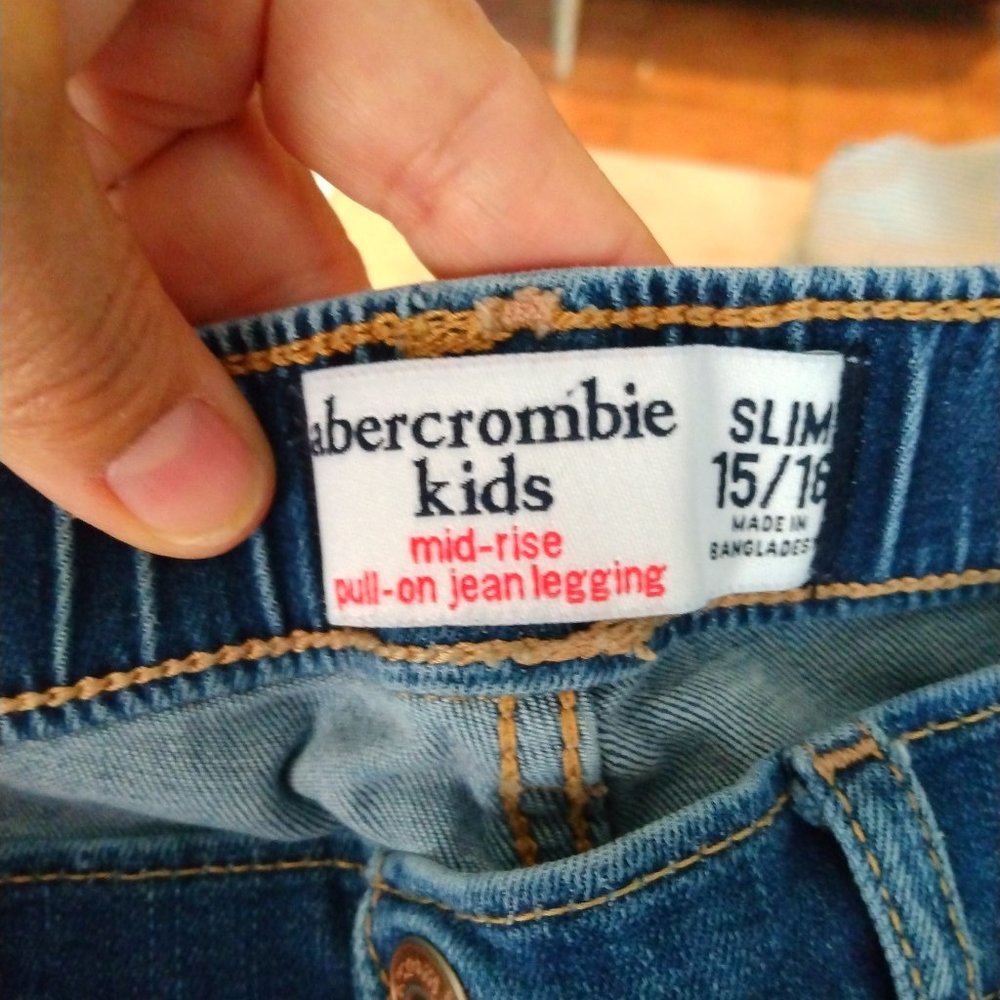 abercrombie
kids
mid-rise
pull-on jean legging
SLIM
15/16
MADE IN
BANGLADESH